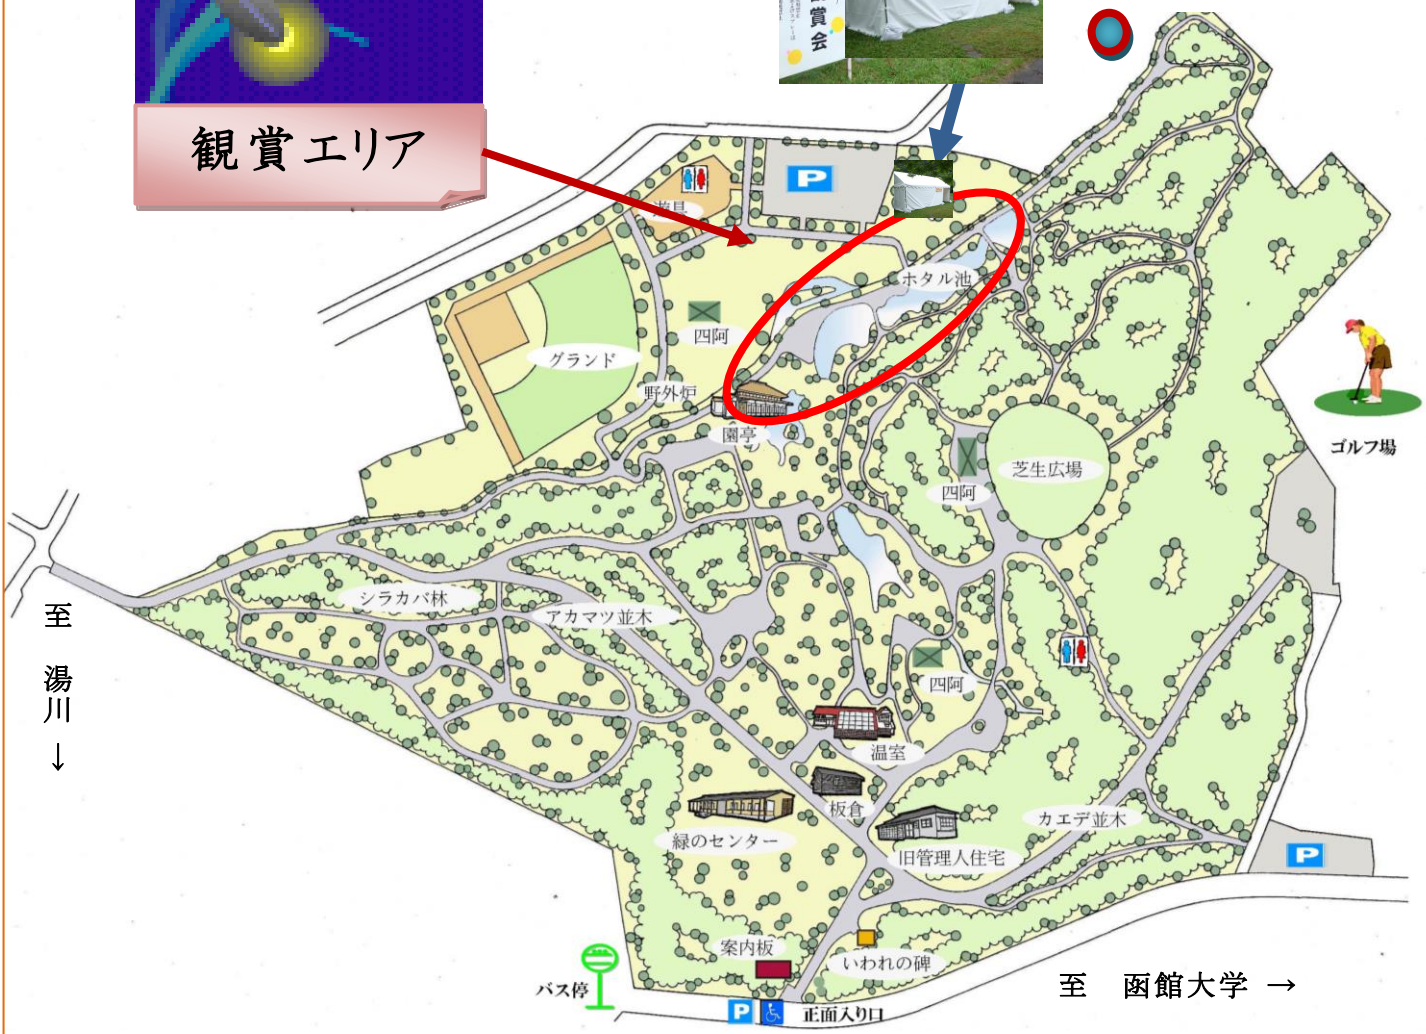 賞
会
観賞エリア
P
遊具
ホタル池
四阿
グランド
野外炉
園亭
芝生広場
四阿
ゴルフ場
シラカバ林
アカマツ並木
至 湯川 ↓
四阿
温室
板倉
カエデ並木
緑のセンター
旧管理人住宅
P
案内板
いわれの碑
バス停
至 函館大学 →
P
正面入り口